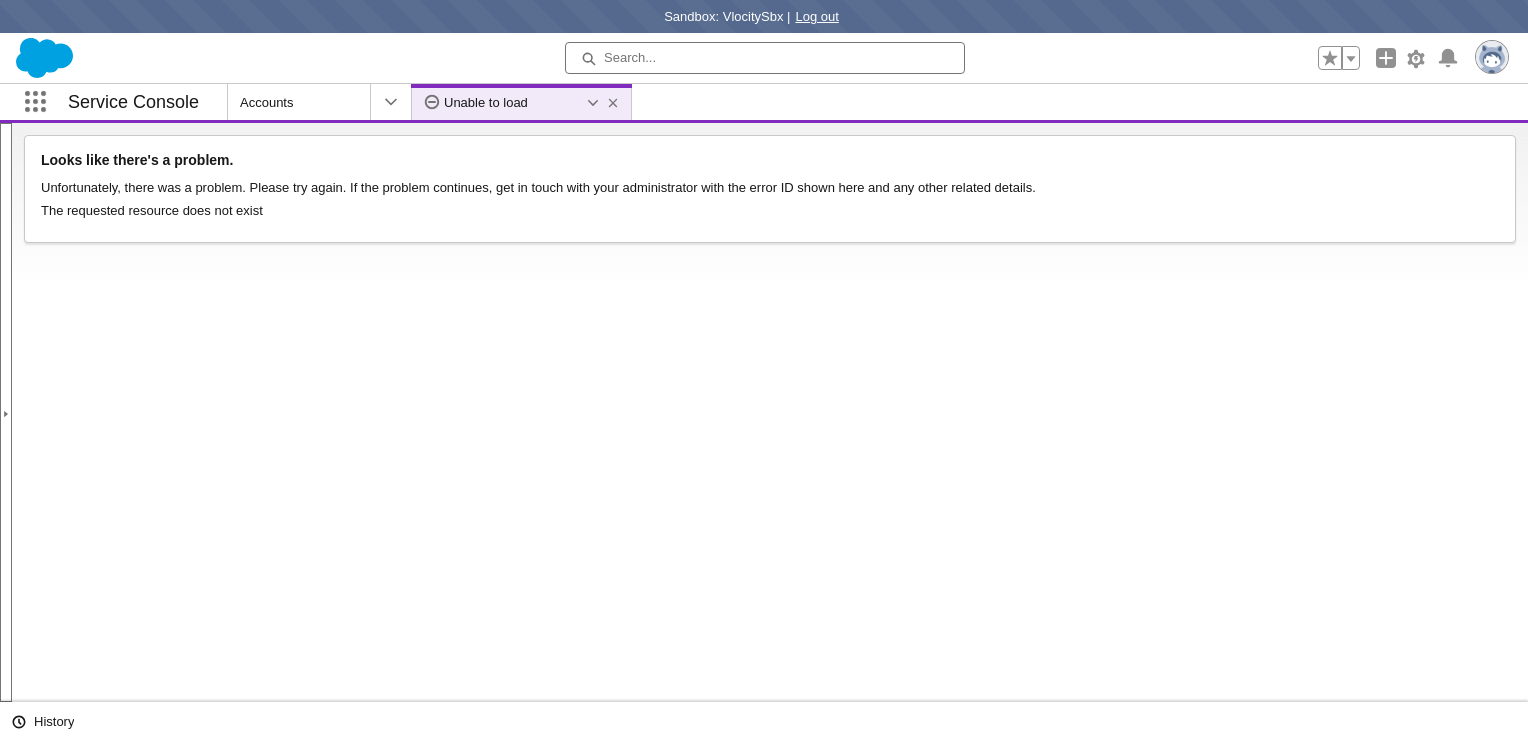 Sandbox: VlocitySbx | Log out
Search...
Service Console
Accounts
Unable to load
Looks like there's a problem.
Unfortunately, there was a problem. Please try again. If the problem continues, get in touch with your administrator with the error ID shown here and any other related details.
The requested resource does not exist
History